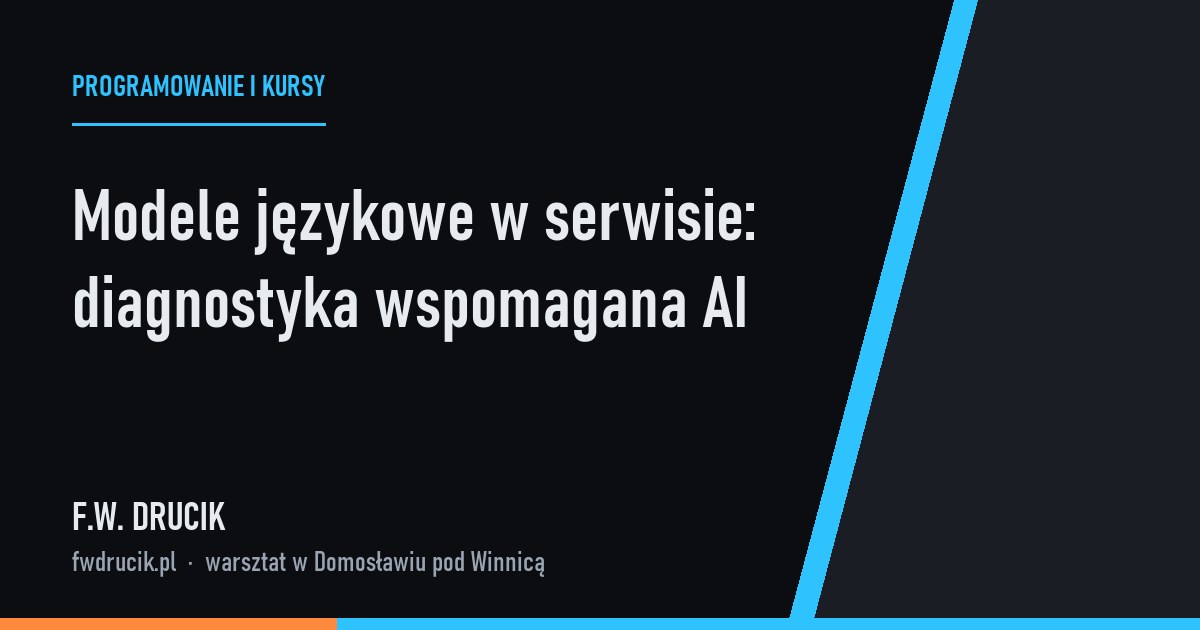 PROGRAMOWANIE I KURSY
Modele językowe w serwisie:
diagnostyka wspomagana AI
F.W. DRUCIK
fwdrucik.pl · warsztat w Domosławiu pod Winnicą